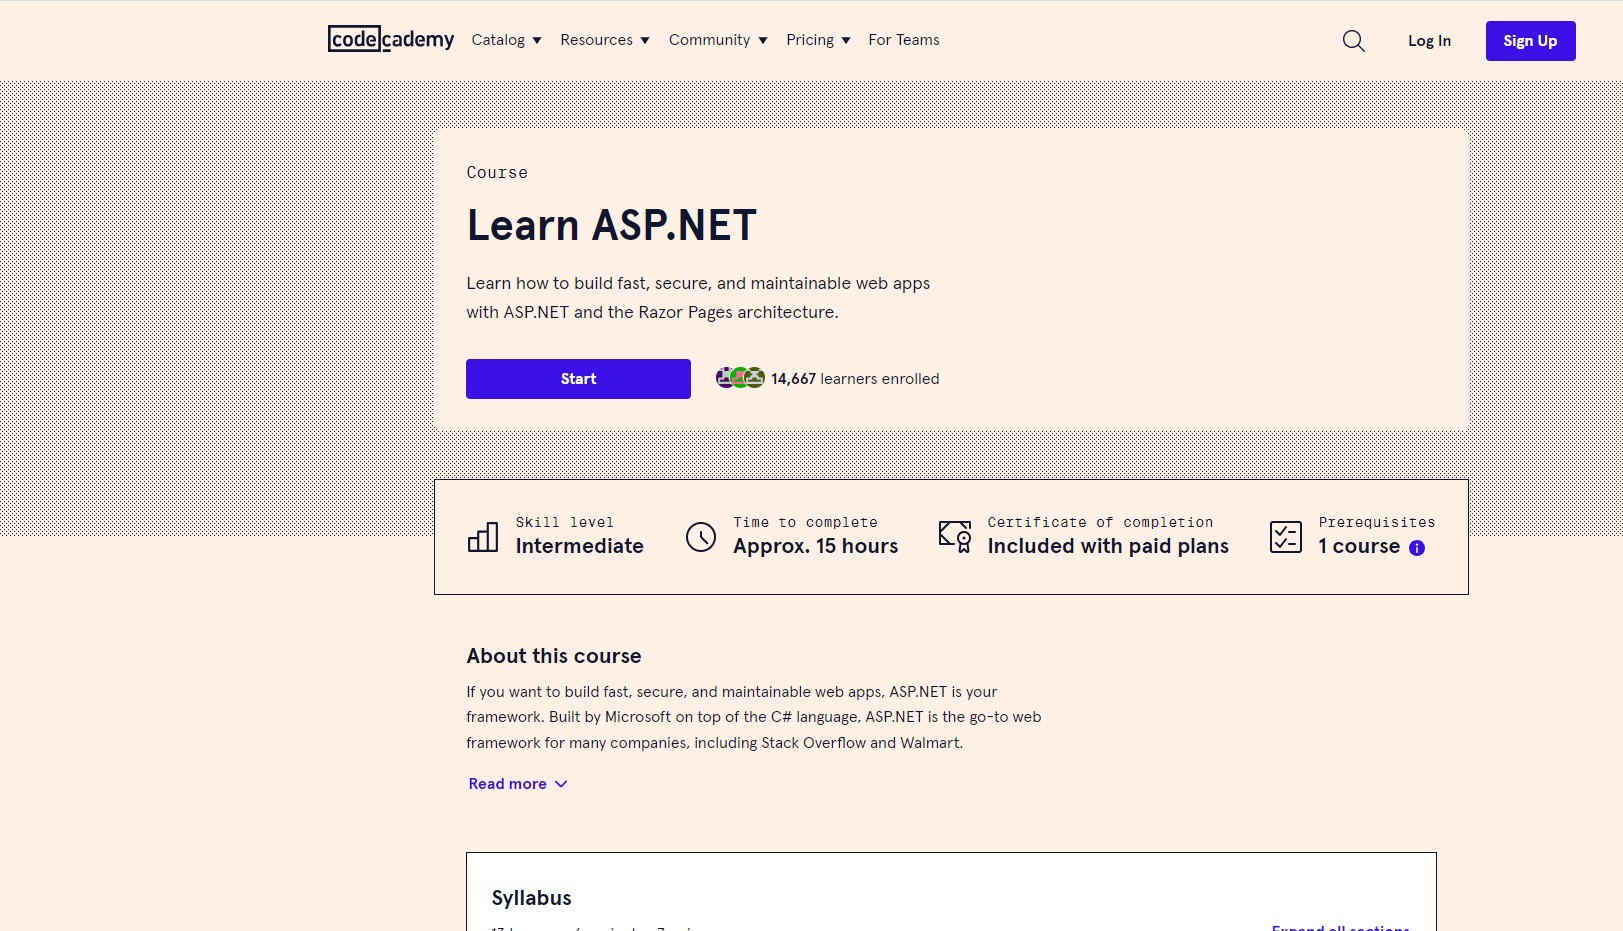 codecademy Catalog Resources Community Pricing For Teams Log In Sign Up
Course
Learn ASP.NET
Learn how to build fast, secure, and maintainable web apps
with ASP.NET and the Razor Pages architecture.
Start 14,667 learners enrolled
Skill level
Intermediate
Time to complete
Approx. 15 hours
Certificate of completion
Included with paid plans
Prerequisites
1 course
About this course
If you want to build fast, secure, and maintainable web apps, ASP.NET is your
framework. Built by Microsoft on top of the C# language, ASP.NET is the go-to web
framework for many companies, including Stack Overflow and Walmart.
Read more
Syllabus
Expand all sections